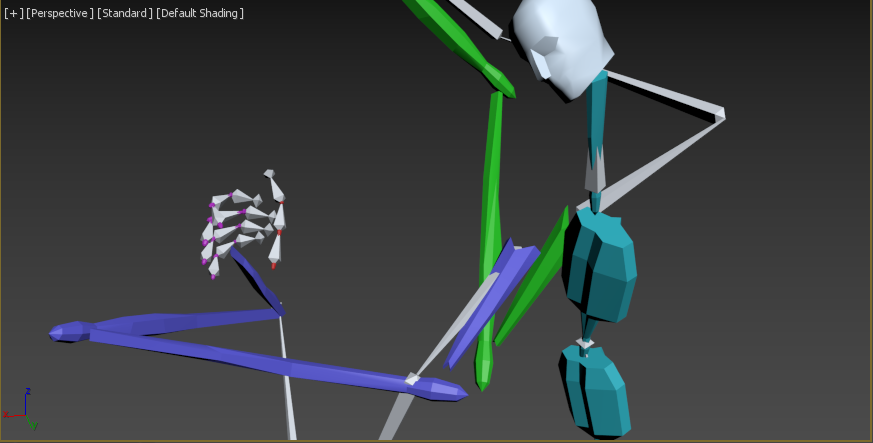 [+] [Perspective ] [Standard ] [Default Shading ]
z
x
y